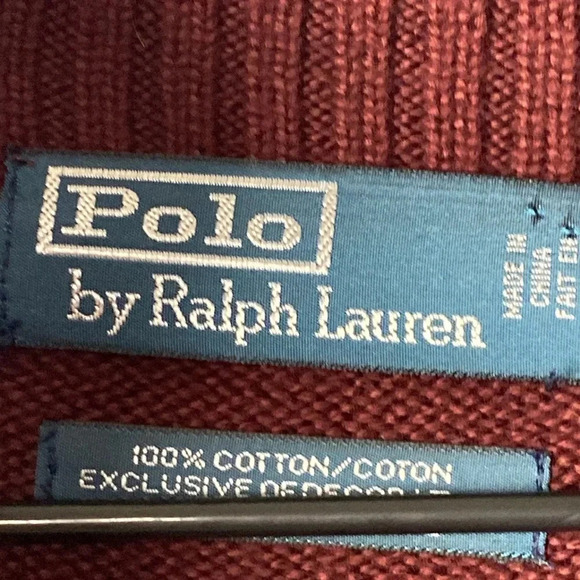 Polo
by Ralph Lauren
MADE IN
CHINA
FAIT EN
100% COTTON/COTON
EXCLUSIVE